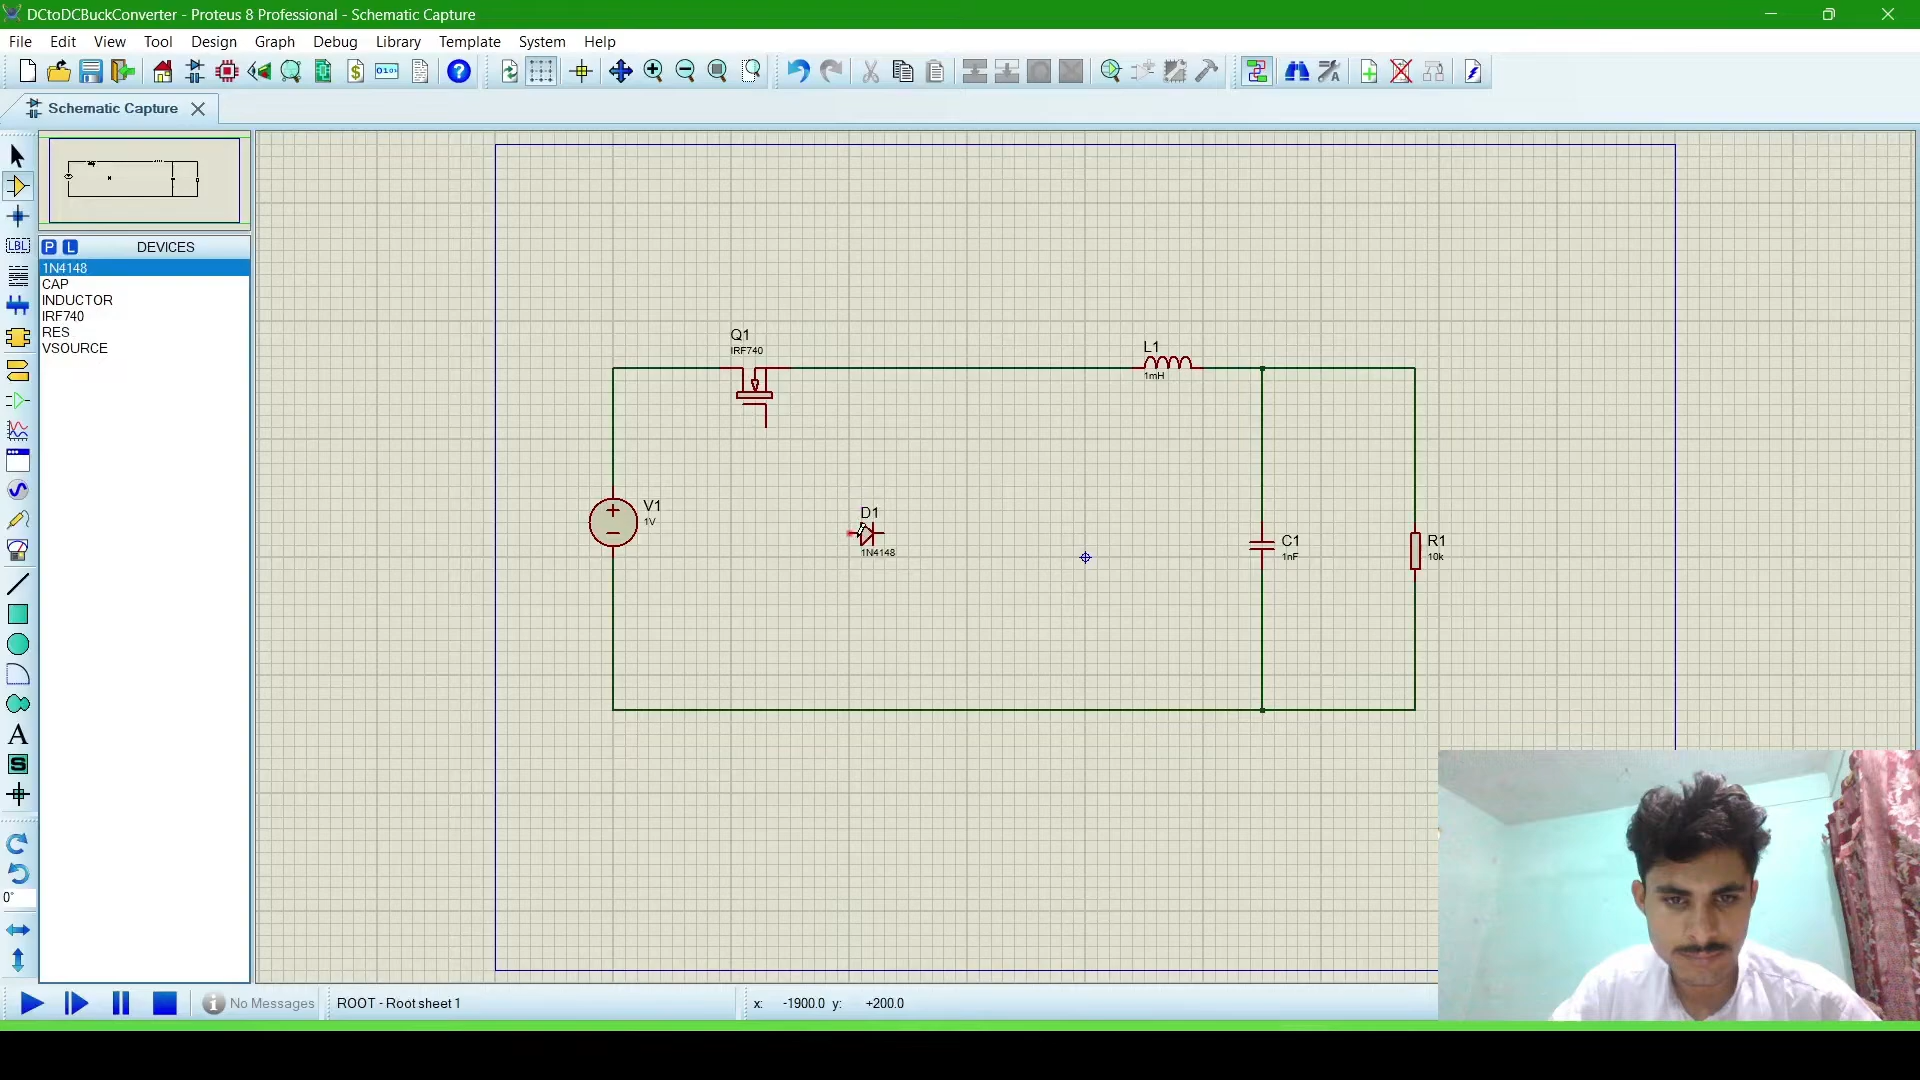 DCtoDCBuckConverter - Proteus 8 Professional - Schematic Capture
File Edit View Tool Design Graph Debug Library Template System Help
Schematic Capture
P L DEVICES
1N4148
CAP
INDUCTOR
IRF740
RES
VSOURCE
LBL
A
S
0°
Q1
IRF740
L1
1mH
V1
1V
D1
1N4148
C1
1nF
R1
10k
No Messages
ROOT - Root sheet 1
x: -1900.0 y: +200.0